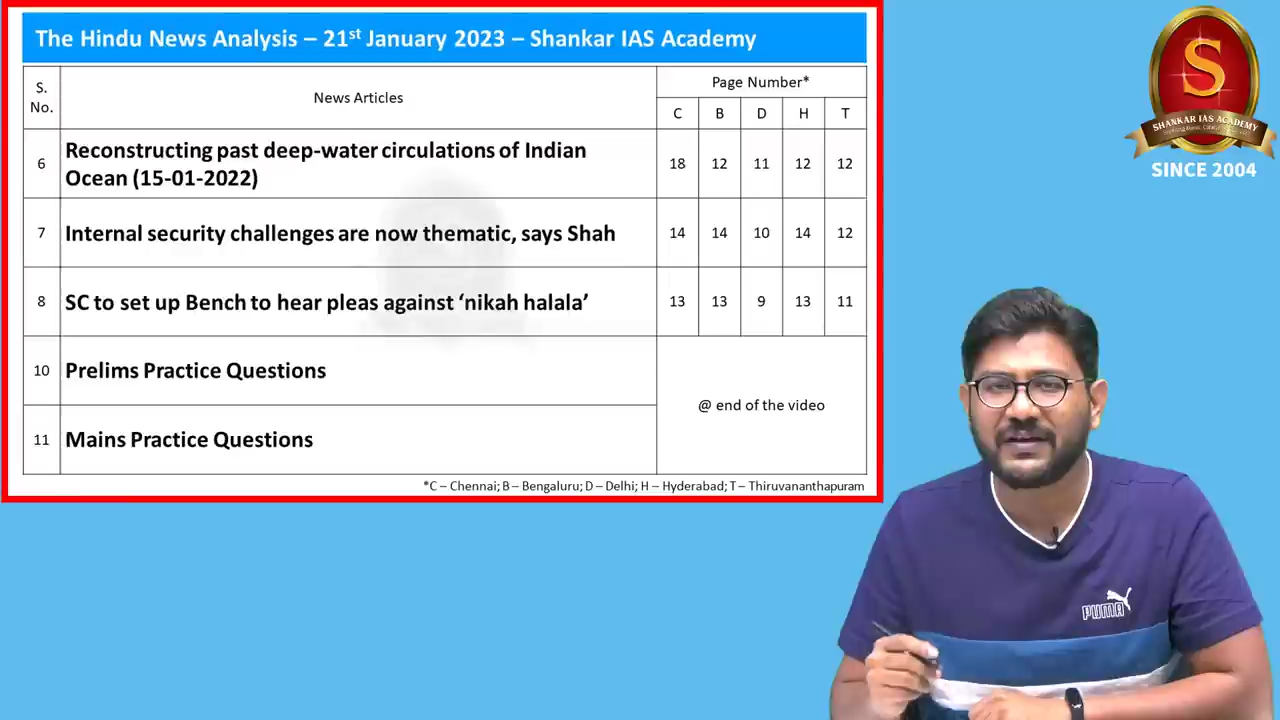 The Hindu News Analysis – 21st January 2023 – Shankar IAS Academy
S. No.
News Articles
Page Number*
C B D H T
6 Reconstructing past deep-water circulations of Indian Ocean (15-01-2022) 18 12 11 12 12
7 Internal security challenges are now thematic, says Shah 14 14 10 14 12
8 SC to set up Bench to hear pleas against ‘nikah halala’ 13 13 9 13 11
10 Prelims Practice Questions
@ end of the video
11 Mains Practice Questions
*C – Chennai; B – Bengaluru; D – Delhi; H – Hyderabad; T – Thiruvananthapuram
S
SHANKAR IAS ACADEMY
SINCE 2004
PUMA